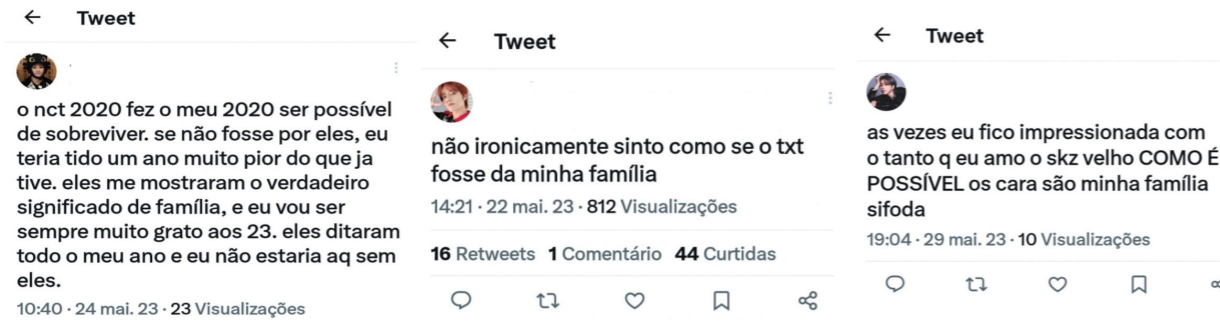 Tweet
o nct 2020 fez o meu 2020 ser possível
de sobreviver. se não fosse por eles, eu
teria tido um ano muito pior do que ja
tive. eles me mostraram o verdadeiro
significado de família, e eu vou ser
sempre muito grato aos 23. eles ditaram
todo o meu ano e eu não estaria aq sem
eles.
10:40 · 24 mai. 23 · 23 Visualizações
Tweet
não ironicamente sinto como se o txt
fosse da minha família
14:21 · 22 mai. 23 · 812 Visualizações
16 Retweets 1 Comentário 44 Curtidas
Tweet
as vezes eu fico impressionada com
o tanto q eu amo o skz velho COMO É
POSSÍVEL os cara são minha família
sifoda
19:04 · 29 mai. 23 · 10 Visualizações